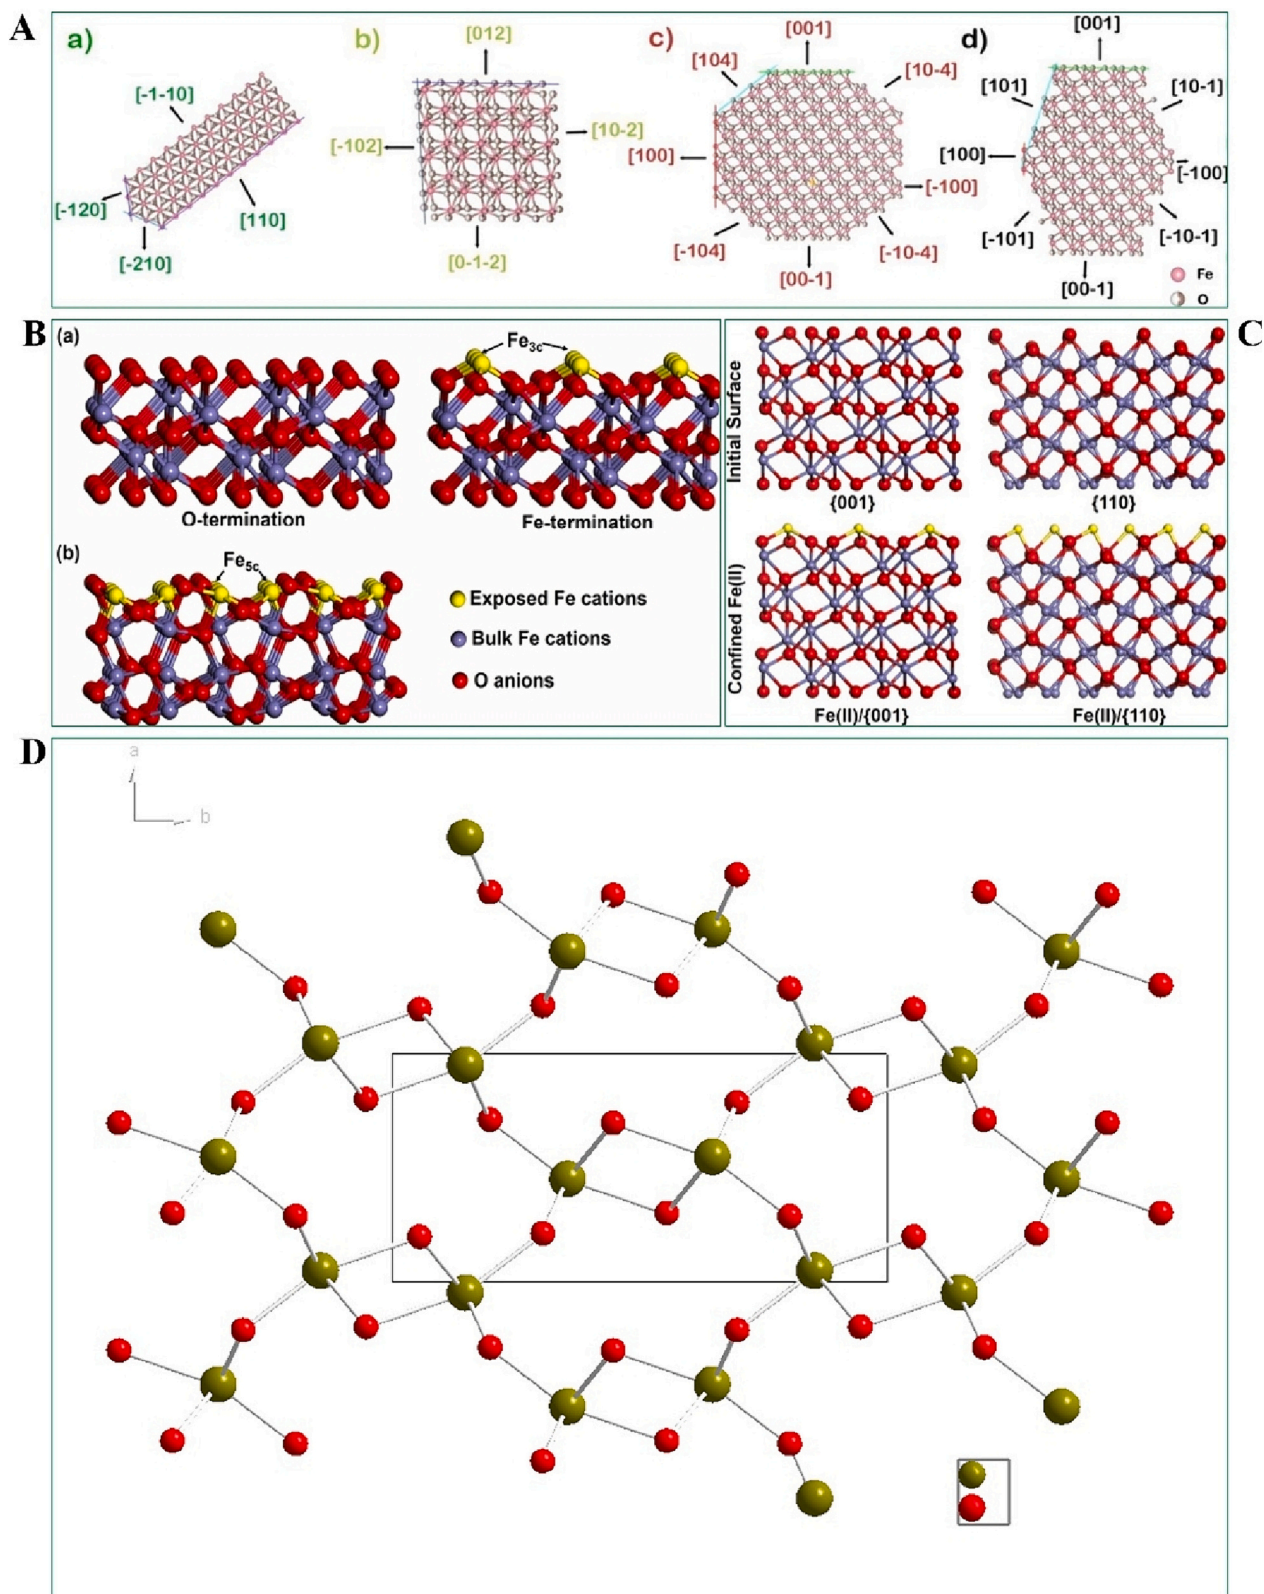 A
a)
[-1-10]
[-120]
[110]
[-210]
b)
[012]
[-102]
[10-2]
[0-1-2]
c)
[001]
[104]
[10-4]
[100]
[-100]
[-104]
[-10-4]
[00-1]
d)
[001]
[101]
[10-1]
[100]
[-100]
[-101]
[-10-1]
[00-1]
Fe
O
B
(a)
Fe3c
O-termination
Fe-termination
(b)
Fe5c
Exposed Fe cations
Bulk Fe cations
O anions
C
Initial Surface
{001}
{110}
Confined Fe(II)
Fe(II)/{001}
Fe(II)/{110}
D
a
b